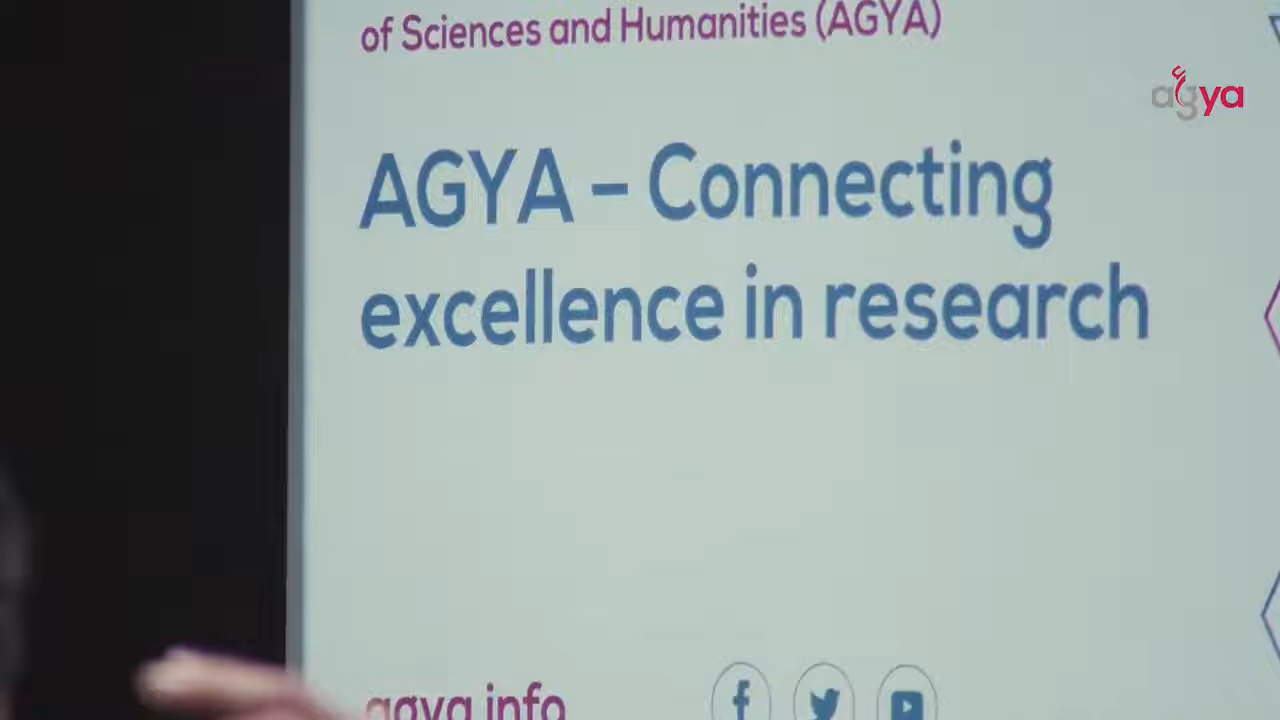 of Sciences and Humanities (AGYA)
agya
AGYA – Connecting
excellence in research
agya.info